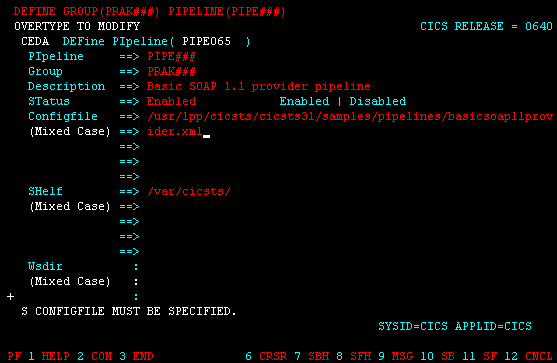 DEFINE GROUP(PRAK###) PIPELINE(PIPE###)
OVERTYPE TO MODIFY CICS RELEASE = 0640
CEDA DEFine PIpeline( PIPE065 )
PIpeline ==> PIPE###
Group ==> PRAK###
Description ==> Basic SOAP 1.1 provider pipeline
STatus ==> Enabled Enabled | Disabled
Configfile ==> /usr/lpp/cicsts/cicsts31/samples/pipelines/basicsoap11prov
(Mixed Case) ==> ider.xml
==>
==>
==>
SHelf ==> /var/cicsts/
(Mixed Case) ==>
==>
==>
==>
Wsdir :
(Mixed Case) :
+ :
S CONFIGFILE MUST BE SPECIFIED.
SYSID=CICS APPLID=CICS
PF 1 HELP 2 COM 3 END 6 CRSR 7 SBH 8 SFH 9 MSG 10 SB 11 SF 12 CNCL